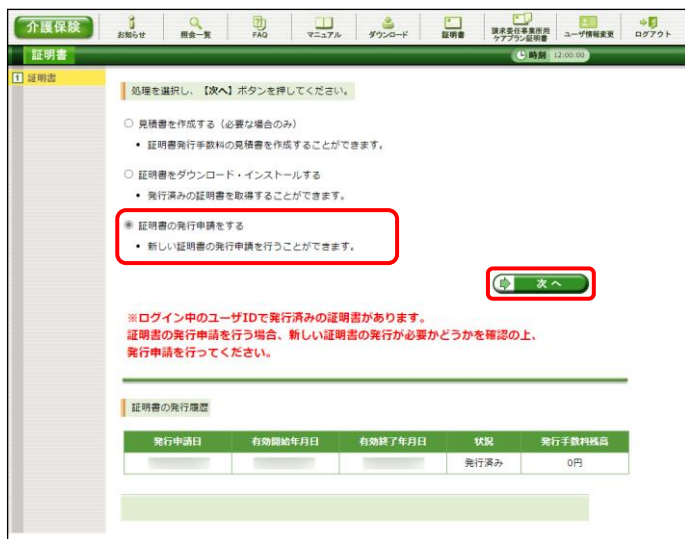 介護保険
お知らせ
照会一覧
FAQ
マニュアル
ダウンロード
証明書
請求委任事業所用
ケアプラン証明書
ユーザ情報変更
ログアウト
証明書
時刻 12:00:00
1 証明書
処理を選択し、【次へ】ボタンを押してください。
見積書を作成する（必要な場合のみ）
• 証明書発行手数料の見積書を作成することができます。
証明書をダウンロード・インストールする
• 発行済みの証明書を取得することができます。
証明書の発行申請をする
• 新しい証明書の発行申請を行うことができます。
次へ
※ログイン中のユーザIDで発行済みの証明書があります。
証明書の発行申請を行う場合、新しい証明書の発行が必要かどうかを確認の上、
発行申請を行ってください。
証明書の発行履歴
発行申請日 有効開始年月日 有効終了年月日 状況 発行手数料残高
発行済み 0円